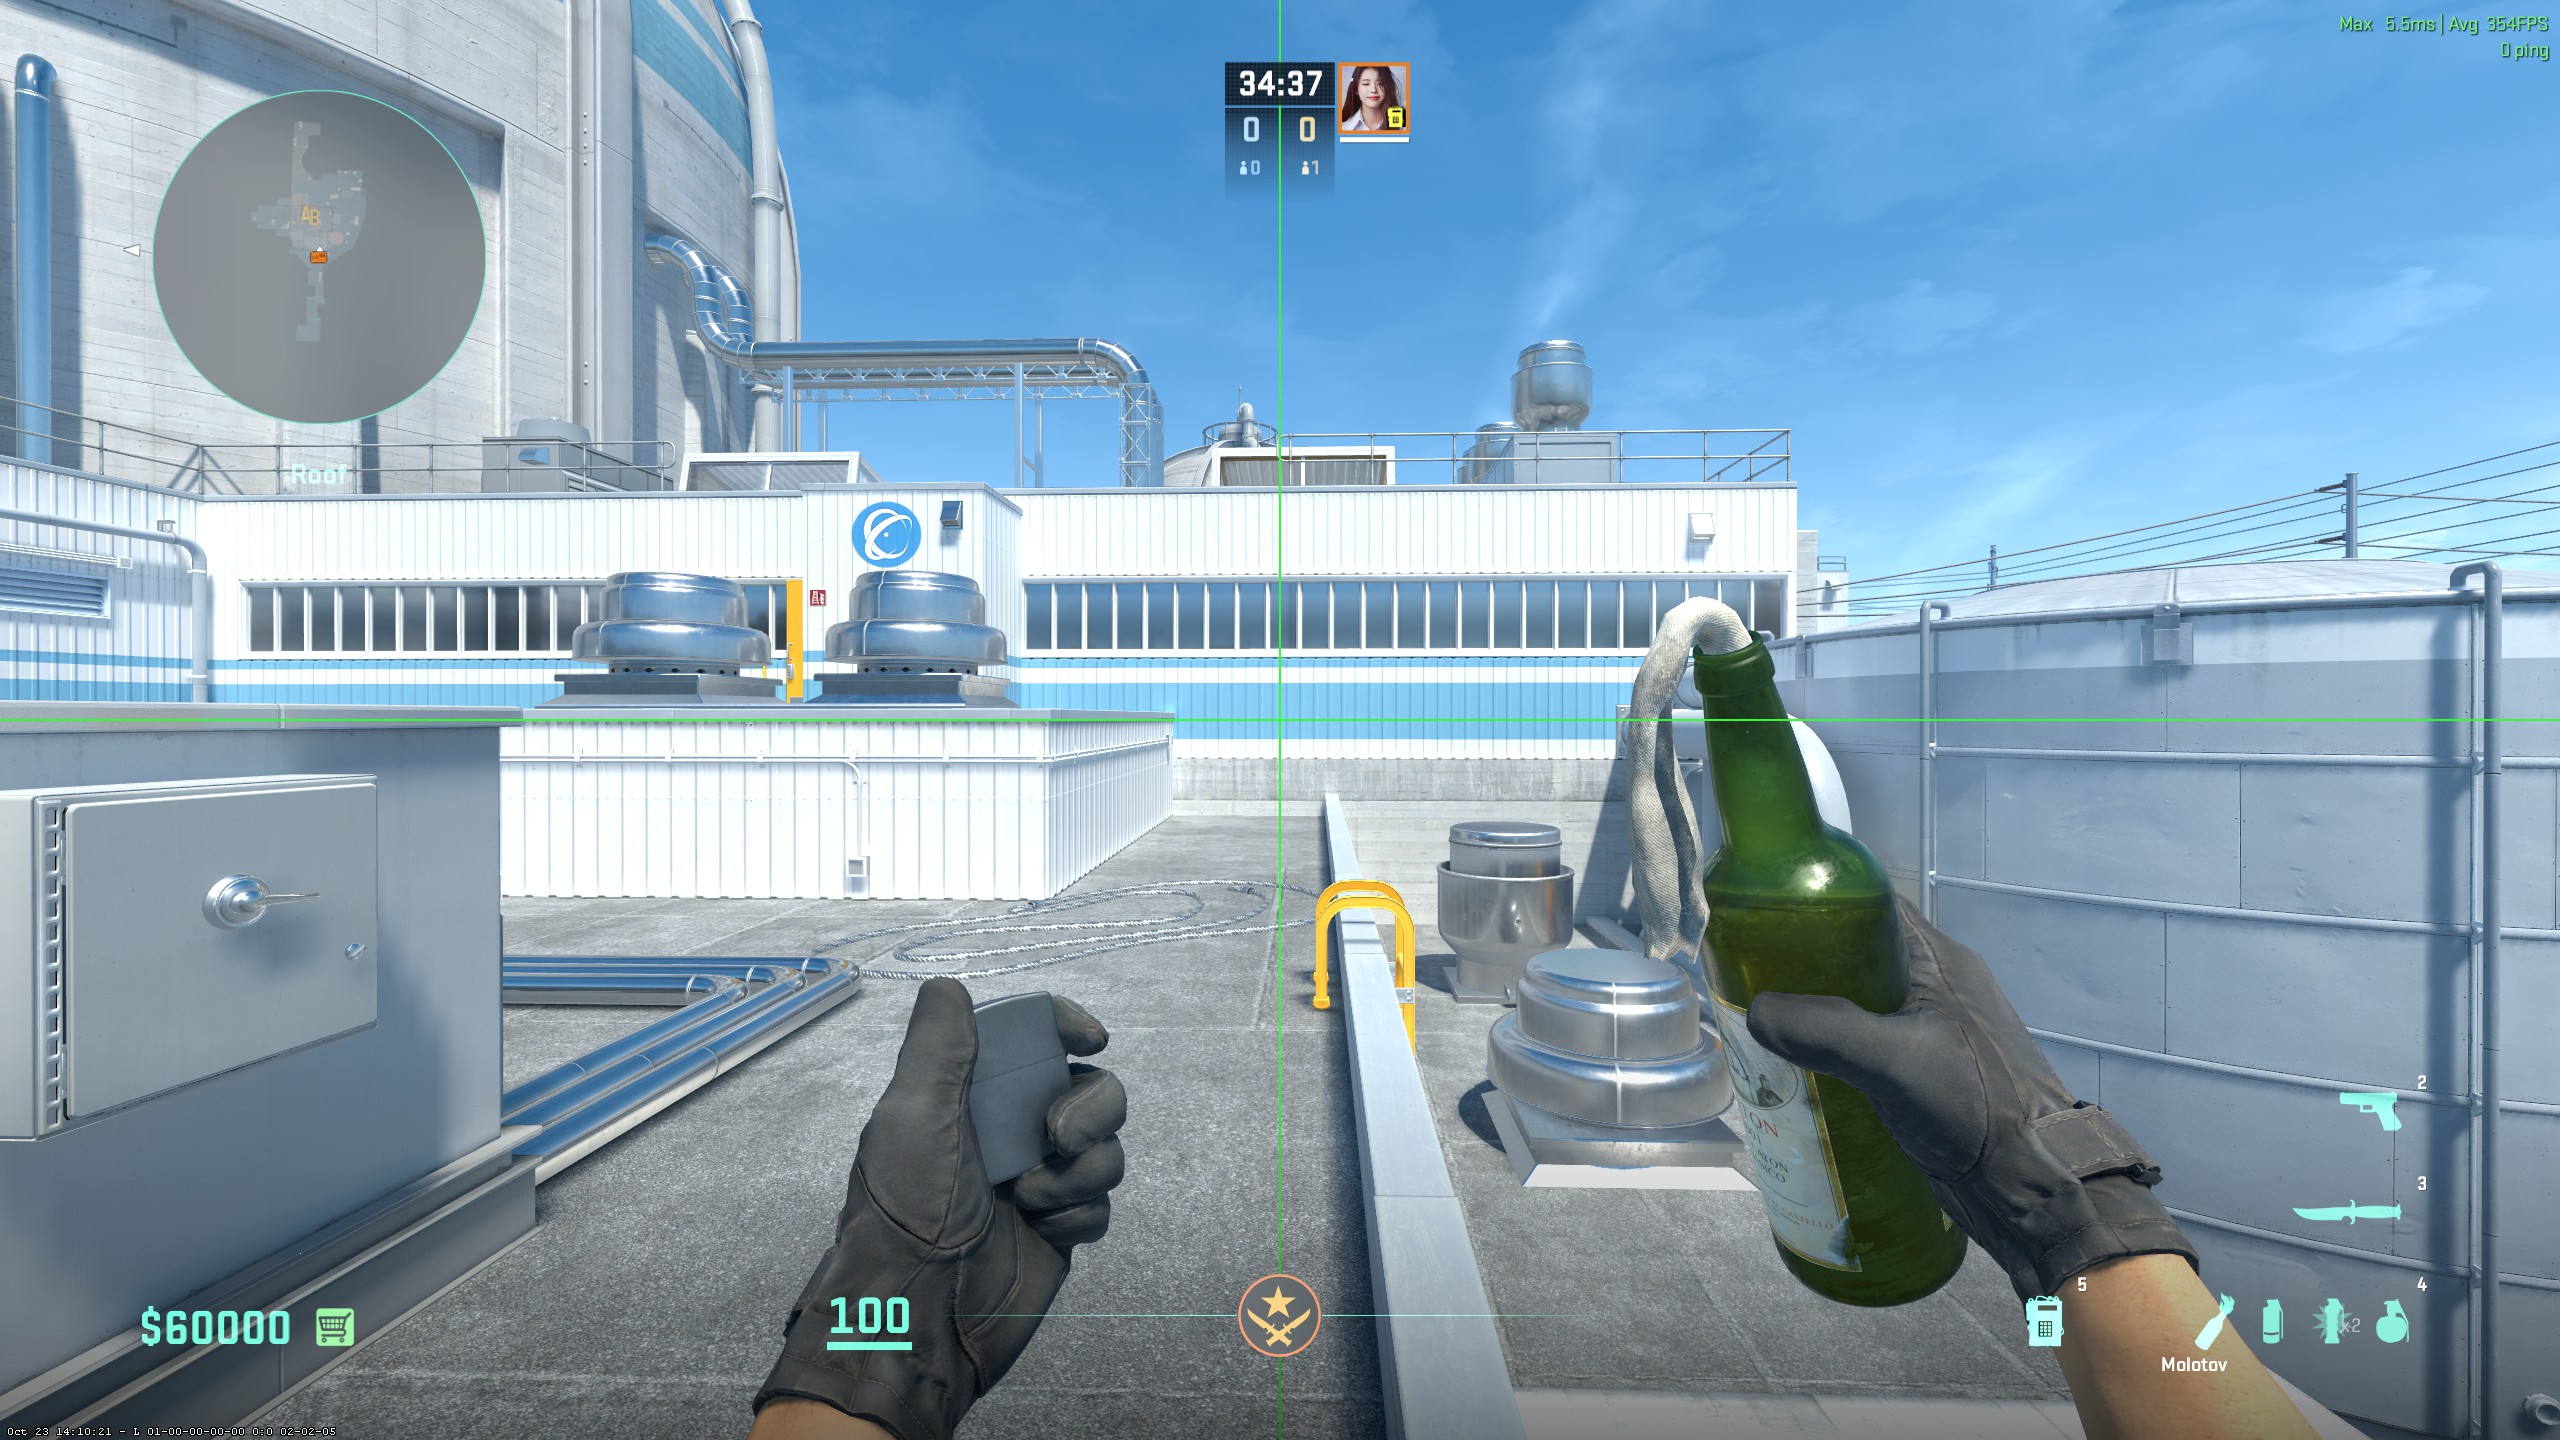 Max 5.5ms | Avg 354FPS
0 ping
34:37
0 0
0 1
AB
Roof
2
3
5
4
x2
Molotov
$60000
100
Oct 23 14:10:21 - L 01-00-00-00-00 0:0 02-02-05